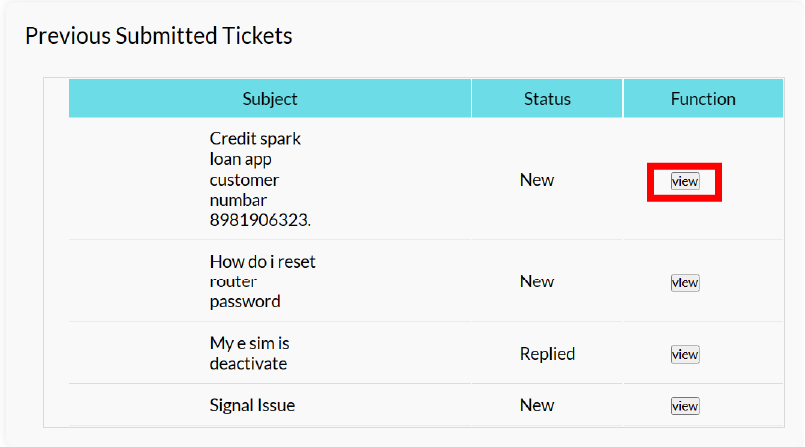 Previous Submitted Tickets
Subject Status Function
Credit spark
loan app
customer
numbar
8981906323.
New
view
How do i reset
router
password
New
view
My e sim is
deactivate
Replied
view
Signal Issue
New
view